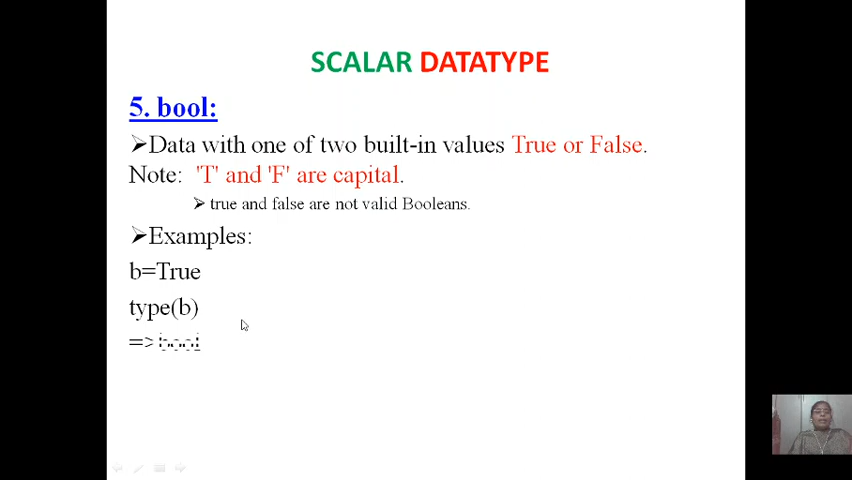 SCALAR DATATYPE
5. bool:
➢Data with one of two built-in values True or False.
Note: 'T' and 'F' are capital.
➢ true and false are not valid Booleans.
➢Examples:
b=True
type(b)
=> bool